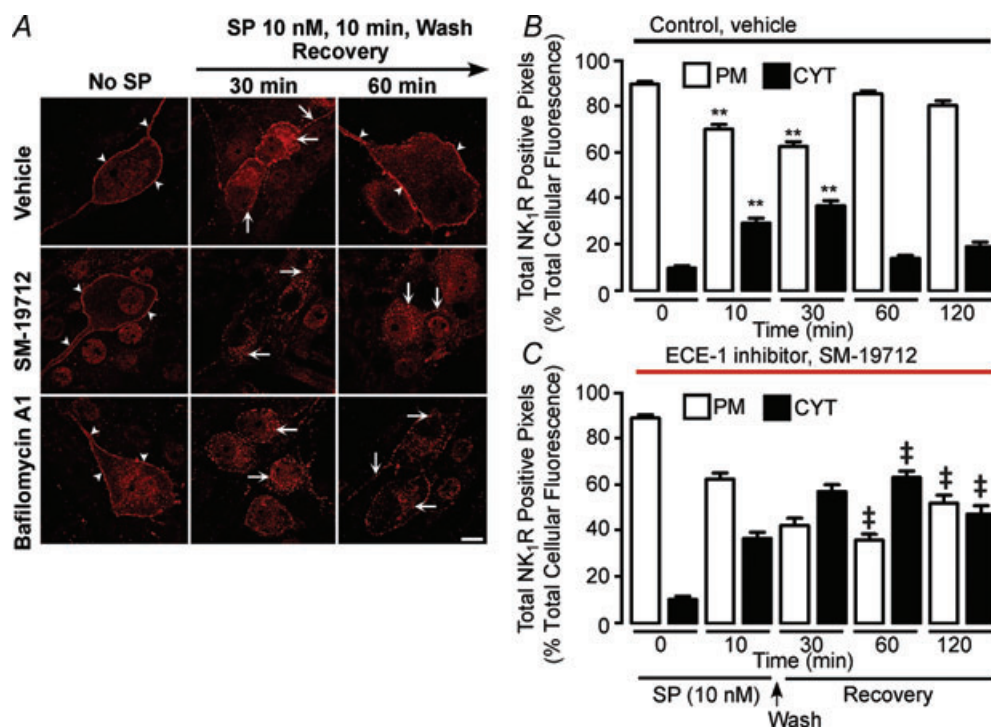 A
SP 10 nM, 10 min, Wash
Recovery
No SP
30 min
60 min
Vehicle
SM-19712
Bafilomycin A1
B
Control, vehicle
PM
CYT
Total NK₁R Positive Pixels
(% Total Cellular Fluorescence)
100
80
60
40
20
0
**
**
**
**
0
10
30
60
120
Time (min)
C
ECE-1 inhibitor, SM-19712
PM
CYT
Total NK₁R Positive Pixels
(% Total Cellular Fluorescence)
100
80
60
40
20
0
‡
‡
‡
‡
0
10
30
60
120
Time (min)
SP (10 nM)
Wash
Recovery